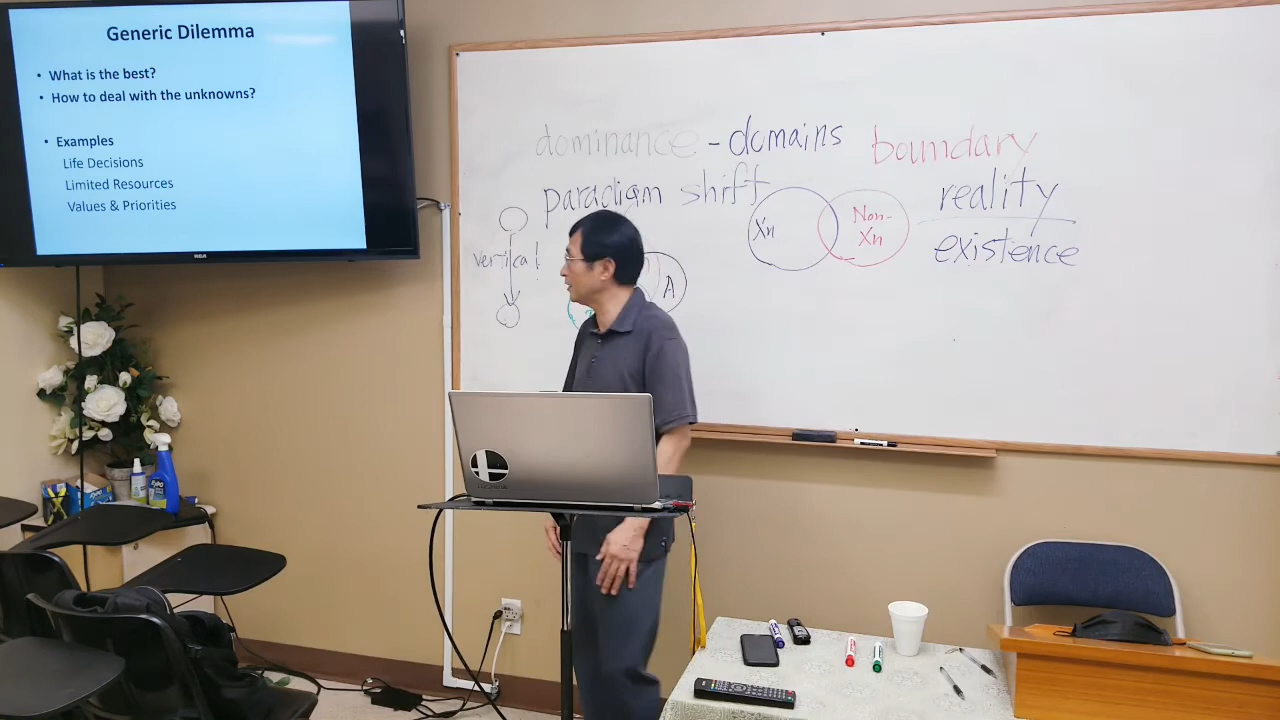 Generic Dilemma
• What is the best?
• How to deal with the unknowns?
• Examples
Life Decisions
Limited Resources
Values & Priorities
RCA
dominance - domains boundary
paradigm shift
Xn
Non-
Xn
reality
existence
vertical
A